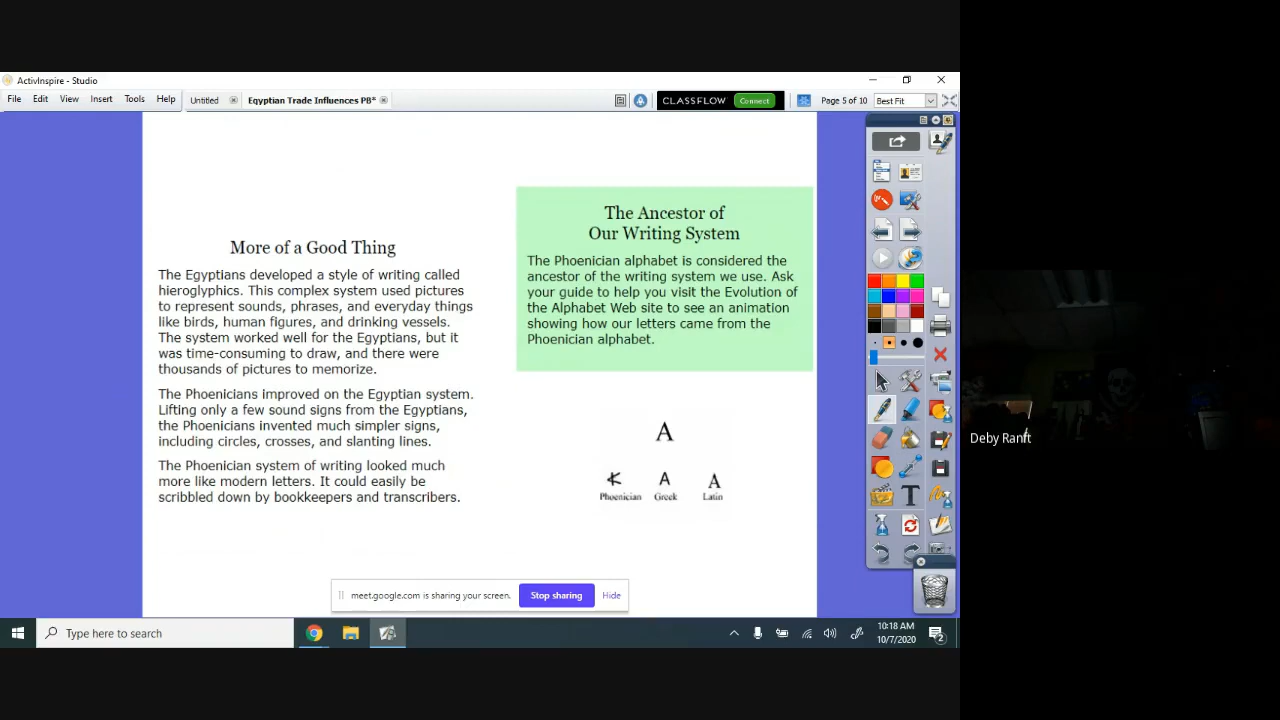 ActivInspire - Studio
File Edit View Insert Tools Help
Untitled
Egyptian Trade Influences PB*
CLASSFLOW Connect
Page 5 of 10
Best Fit
More of a Good Thing
The Egyptians developed a style of writing called
hieroglyphics. This complex system used pictures
to represent sounds, phrases, and everyday things
like birds, human figures, and drinking vessels.
The system worked well for the Egyptians, but it
was time-consuming to draw, and there were
thousands of pictures to memorize.
The Phoenicians improved on the Egyptian system.
Lifting only a few sound signs from the Egyptians,
the Phoenicians invented much simpler signs,
including circles, crosses, and slanting lines.
The Phoenician system of writing looked much
more like modern letters. It could easily be
scribbled down by bookkeepers and transcribers.
The Ancestor of
Our Writing System
The Phoenician alphabet is considered the
ancestor of the writing system we use. Ask
your guide to help you visit the Evolution of
the Alphabet Web site to see an animation
showing how our letters came from the
Phoenician alphabet.
A
A A
Phoenician Greek Latin
meet.google.com is sharing your screen.
Stop sharing
Hide
Type here to search
10:18 AM
10/7/2020
2
T